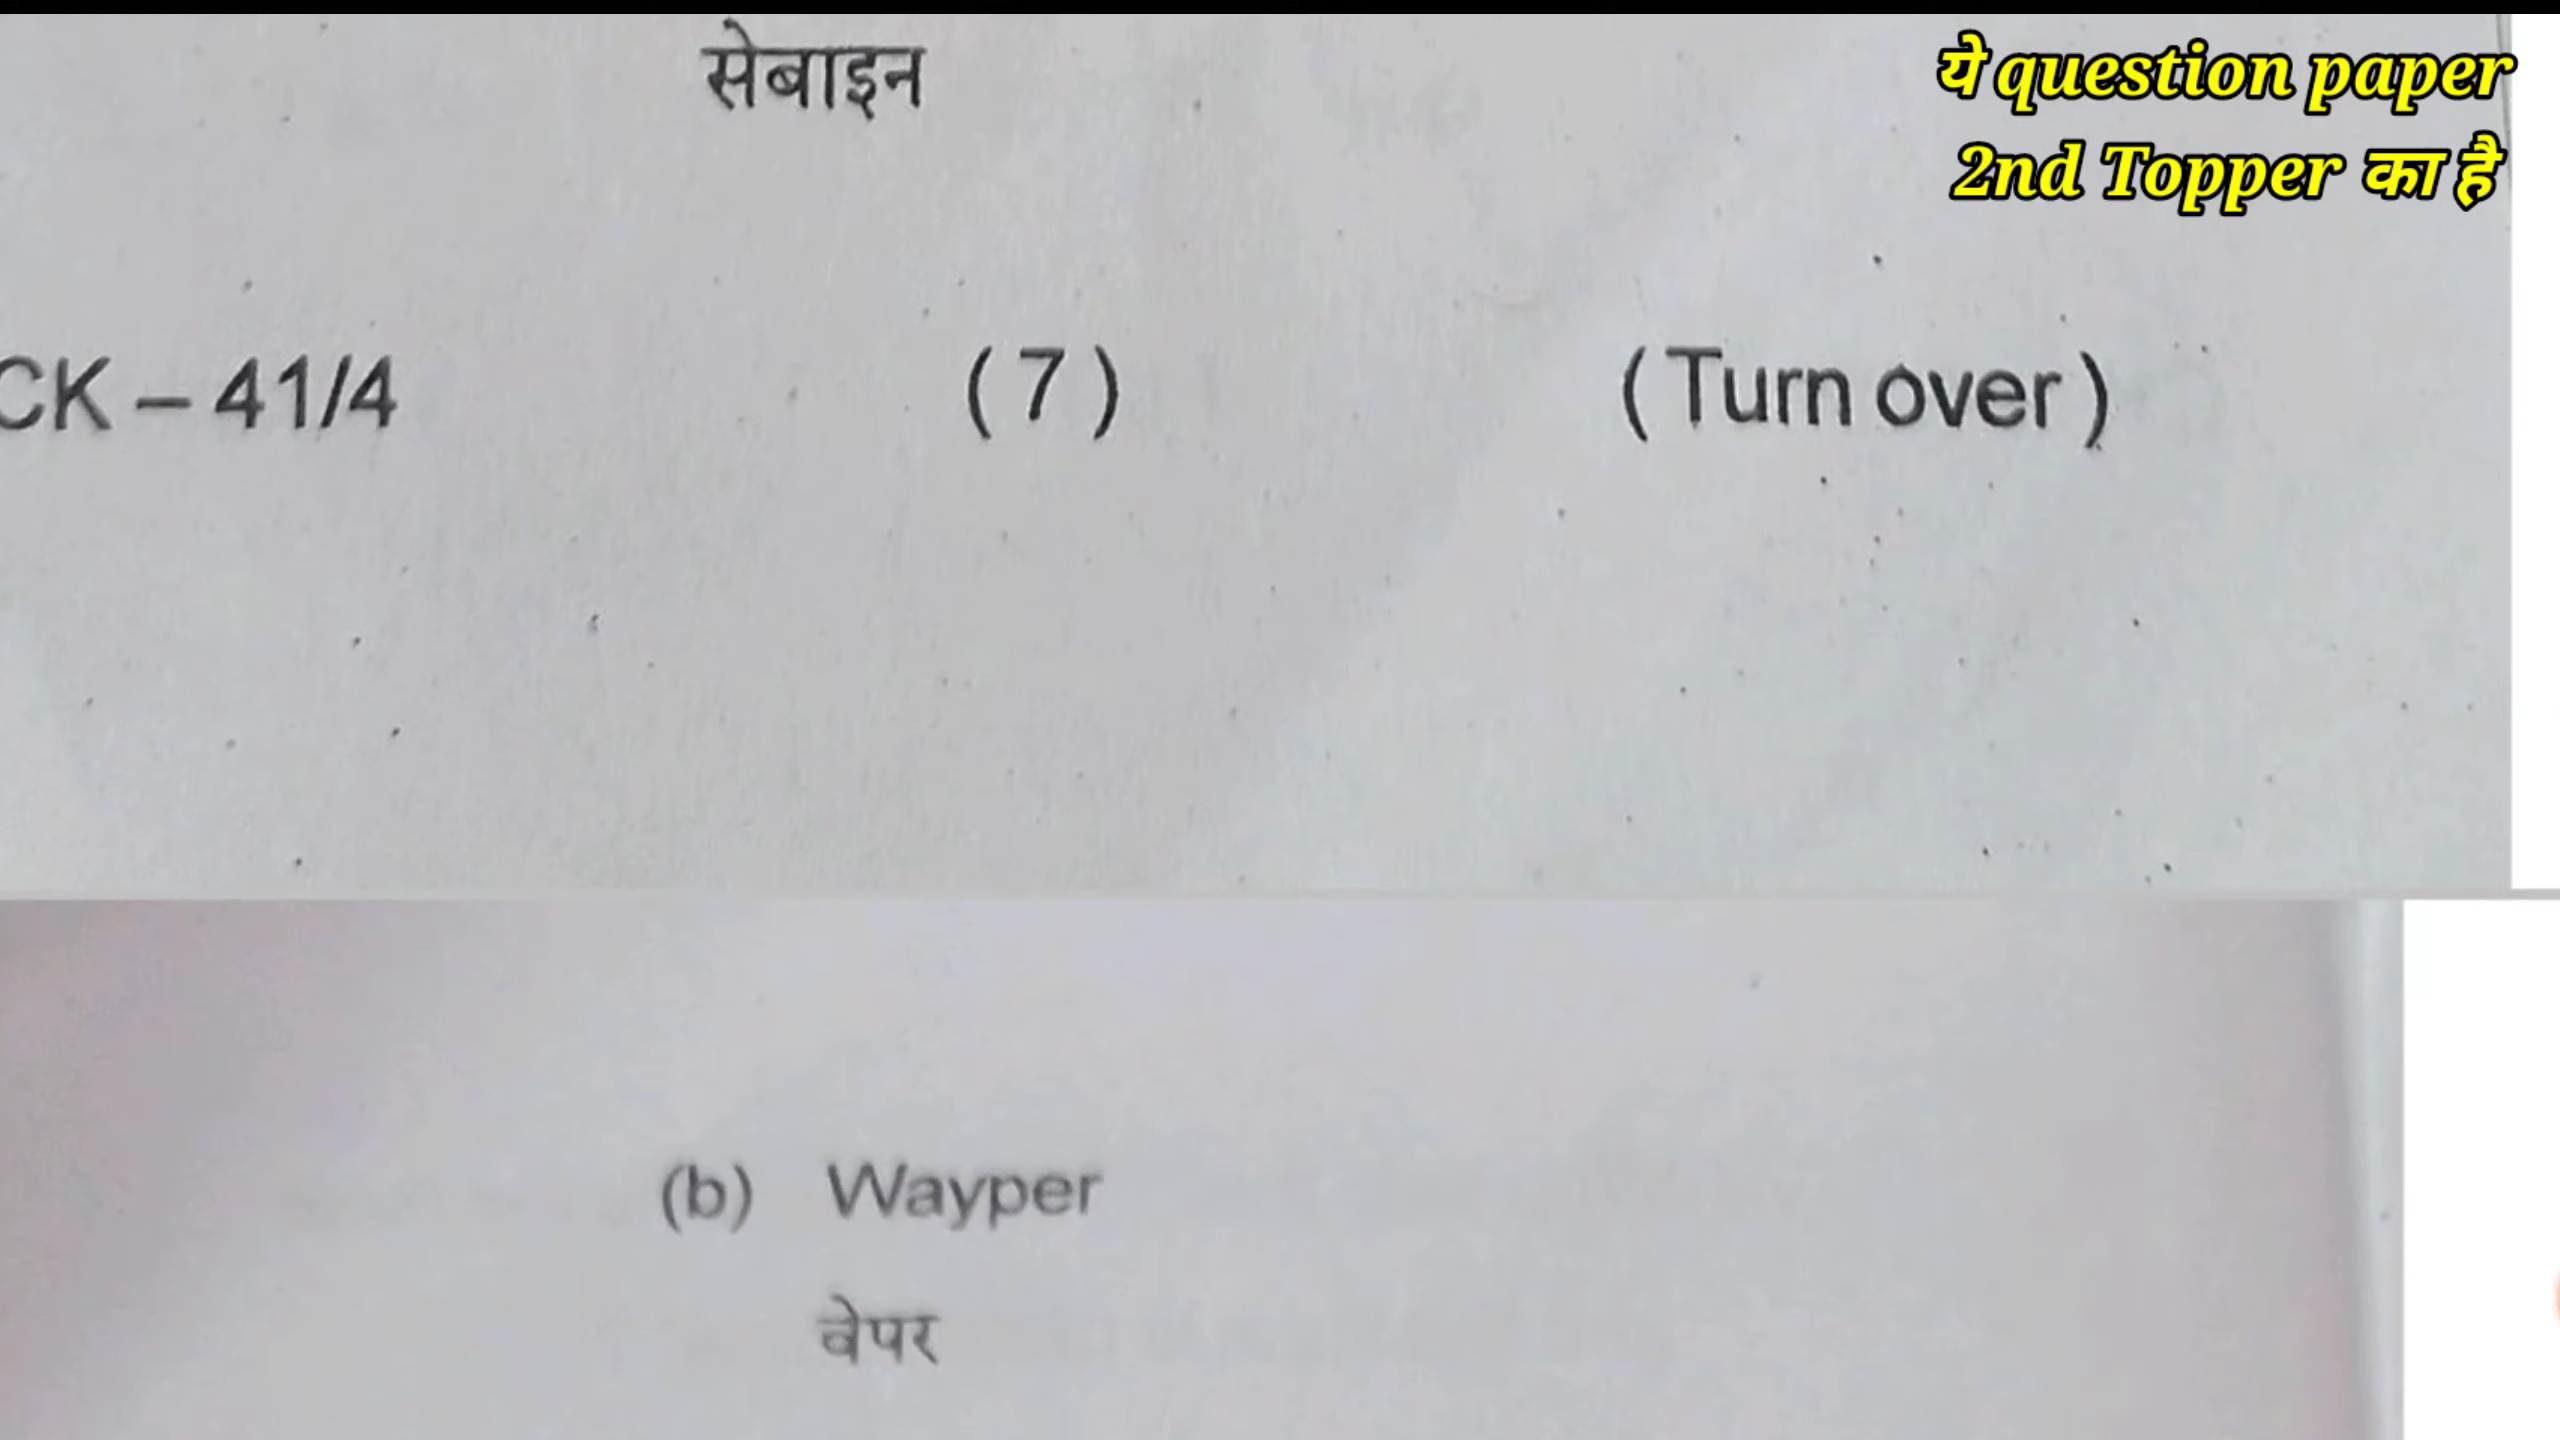 सेबाइन
ये question paper
2nd Topper का है
CK – 41/4 (7) (Turn over)
(b) Wayper
वेपर